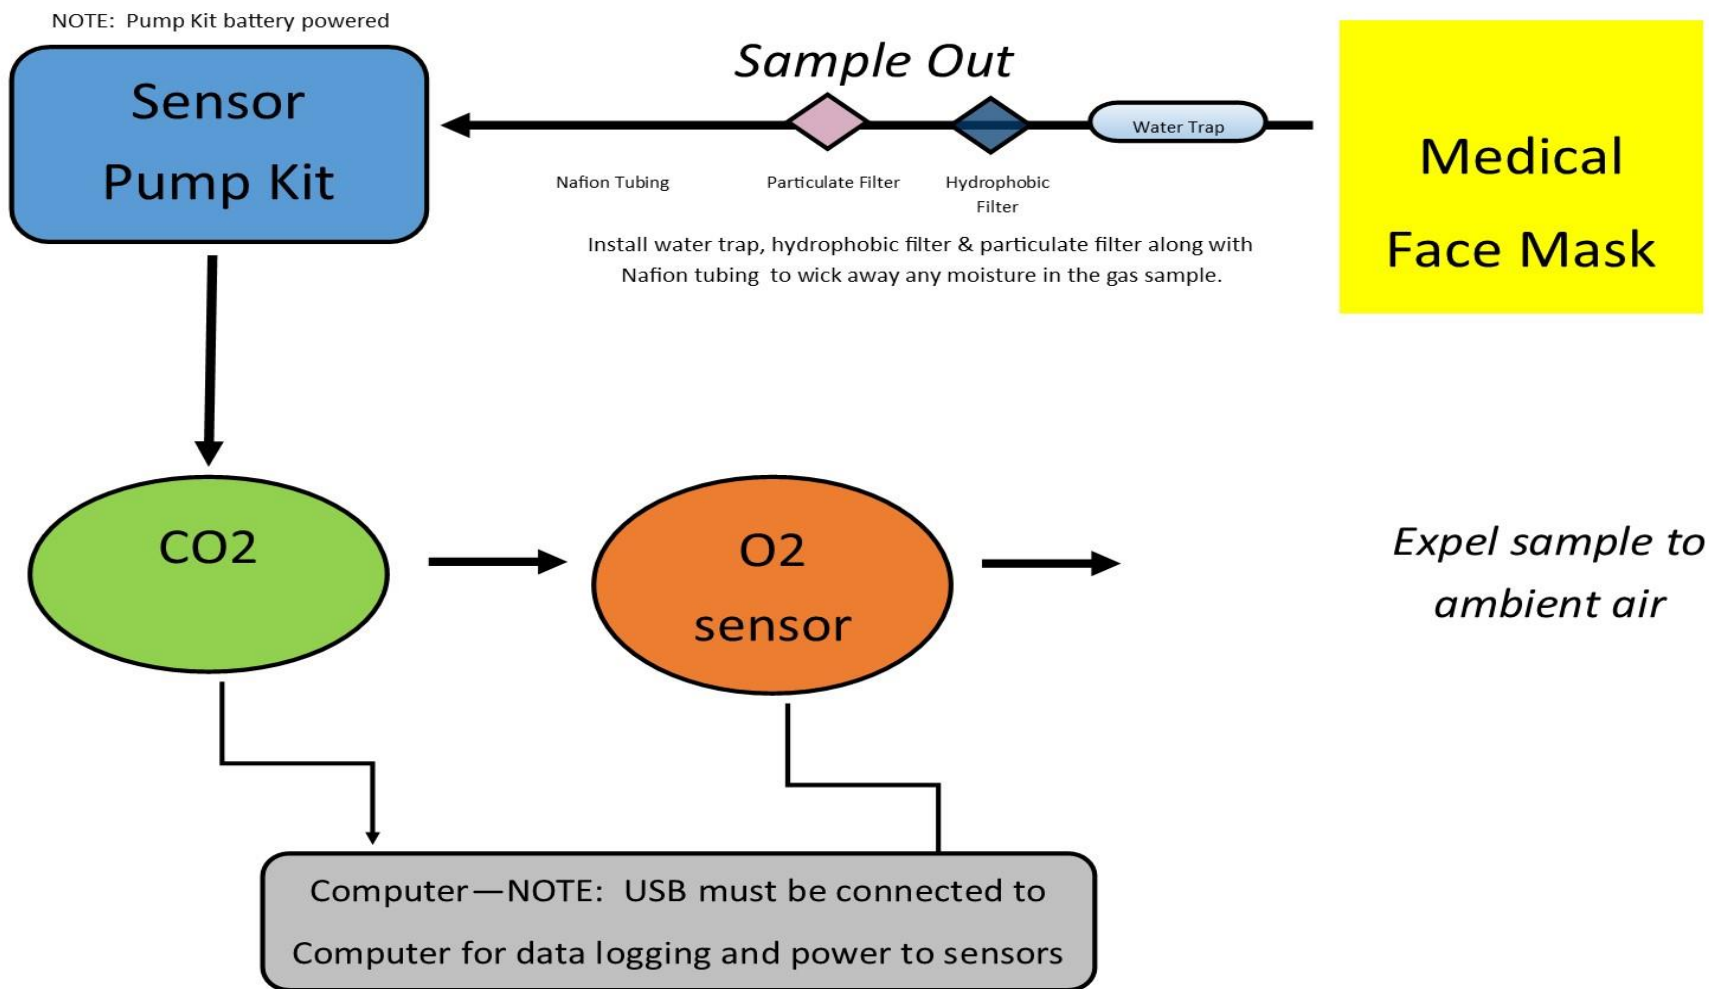 NOTE:  Pump Kit battery powered
Sensor
Pump Kit
Sample Out
Water Trap
Nafion Tubing
Particulate Filter
Hydrophobic
Filter
Install water trap, hydrophobic filter & particulate filter along with
Nafion tubing  to wick away any moisture in the gas sample.
Medical
Face Mask
CO2
O2
sensor
Expel sample to
ambient air
Computer—NOTE:  USB must be connected to
Computer for data logging and power to sensors